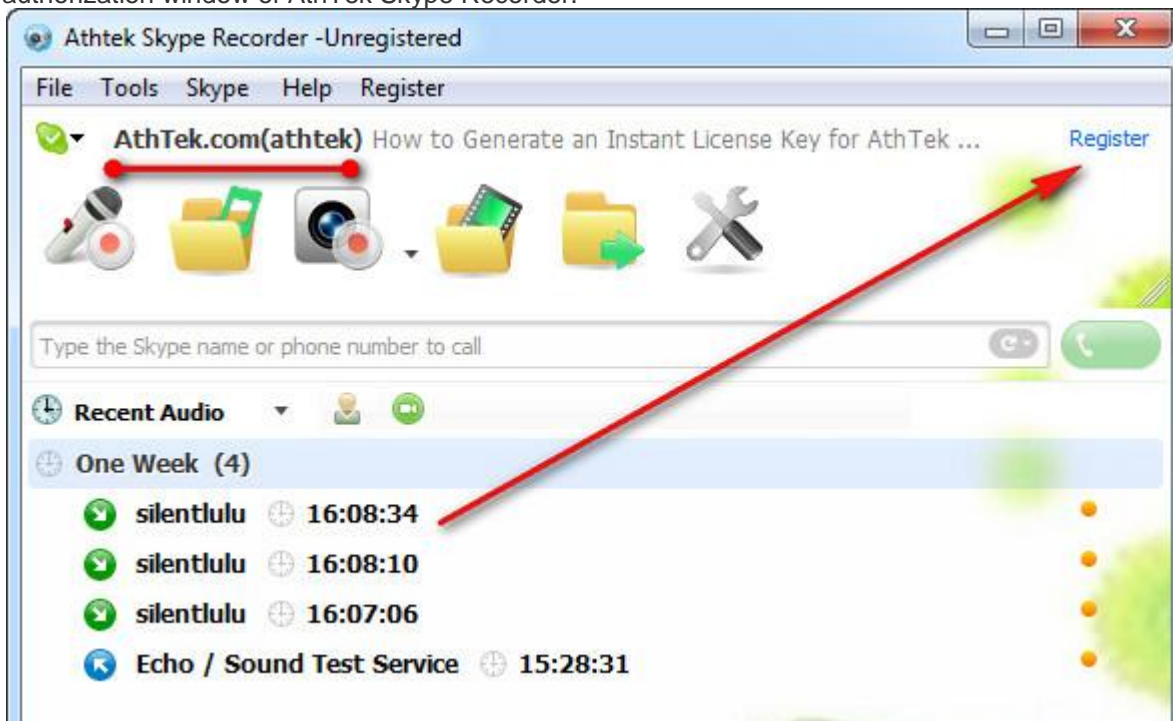 authorization window of AthTek Skype Recorder.
Athtek Skype Recorder -Unregistered
File Tools Skype Help Register
AthTek.com(athtek) How to Generate an Instant License Key for AthTek ... Register
Type the Skype name or phone number to call
Recent Audio
One Week (4)
silentlulu 16:08:34
silentlulu 16:08:10
silentlulu 16:07:06
Echo / Sound Test Service 15:28:31